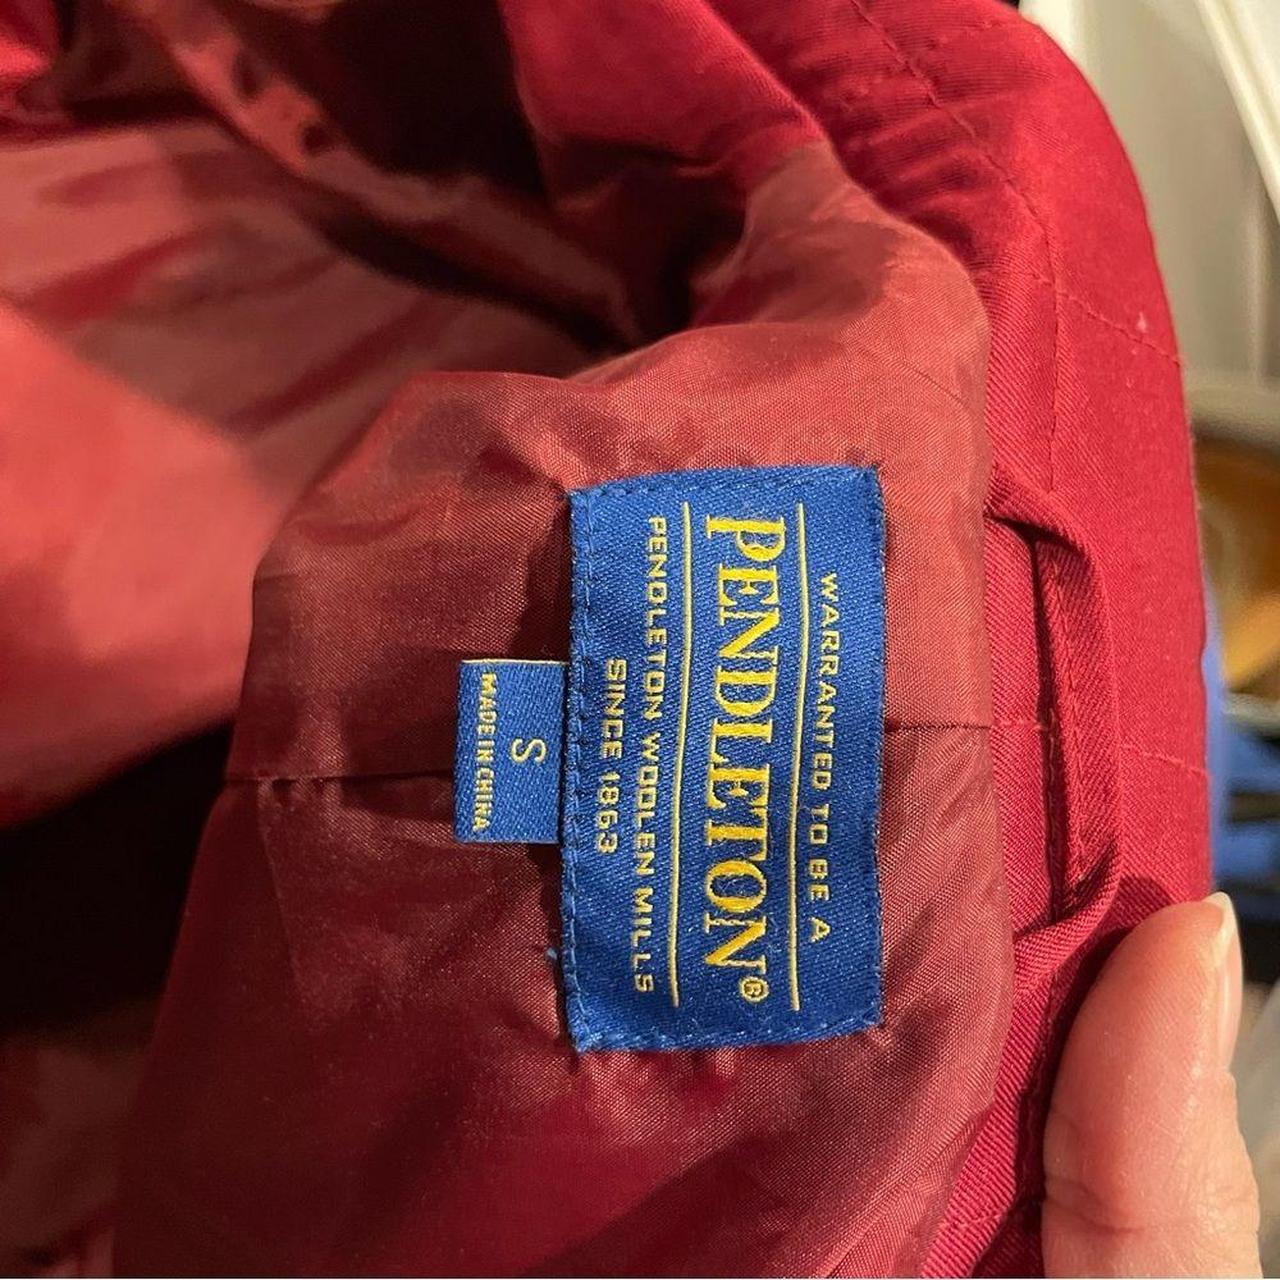 WARRANTED TO BE A
PENDLETON®
PENDLETON WOOLEN MILLS
SINCE 1863
S
MADE IN CHINA